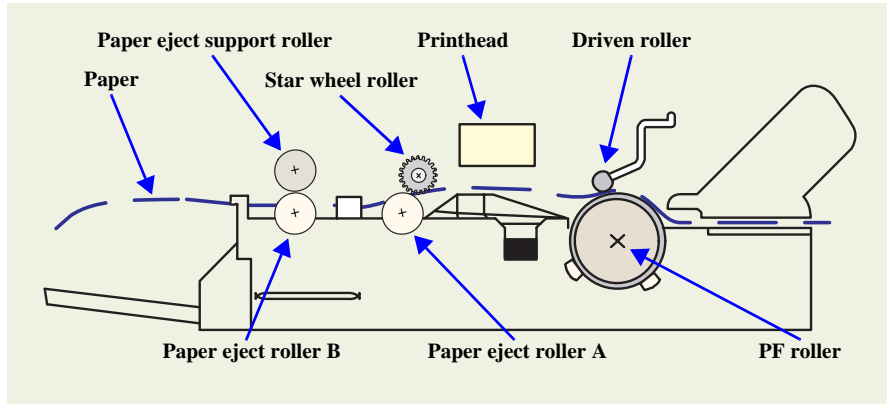 Paper eject support roller
Printhead
Driven roller
Paper
Star wheel roller
Paper eject roller B
Paper eject roller A
PF roller